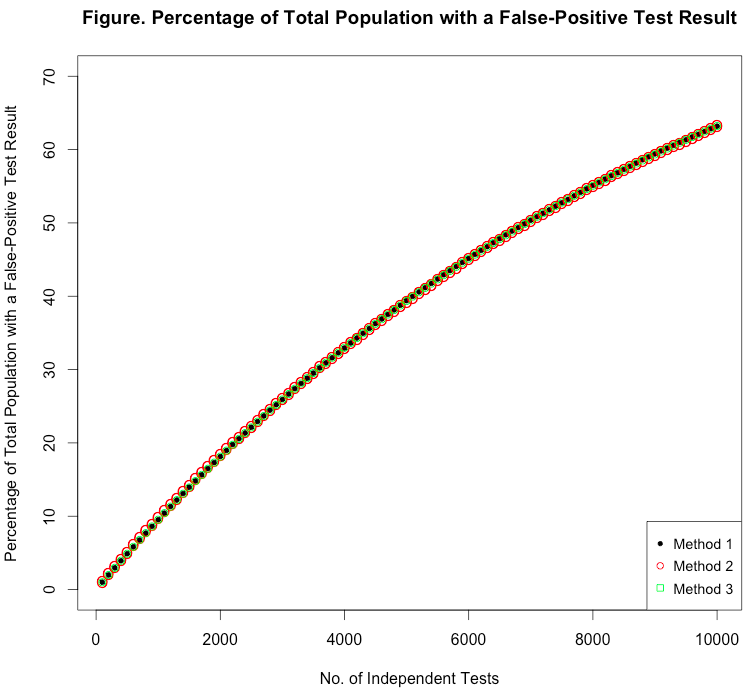 Figure. Percentage of Total Population with a False-Positive Test Result
Percentage of Total Population with a False-Positive Test Result
70
60
50
40
30
20
10
0
Method 1
Method 2
Method 3
0 2000 4000 6000 8000 10000
No. of Independent Tests